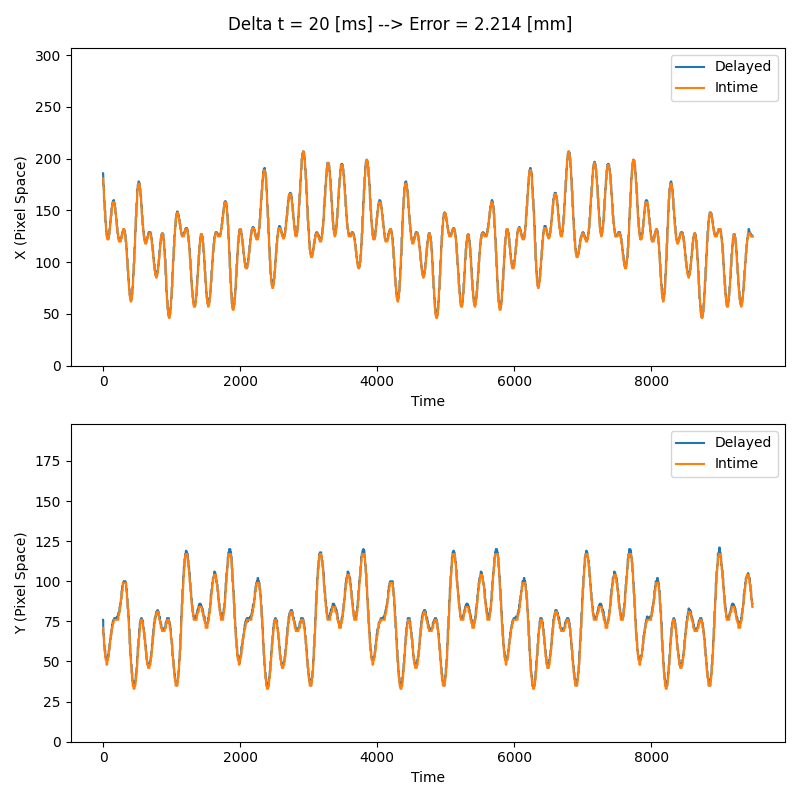 Delta t = 20 [ms] --> Error = 2.214 [mm]
300
250
200
150
100
50
0
X (Pixel Space)
Delayed
Intime
0 2000 4000 6000 8000
Time
175
150
125
100
75
50
25
0
Y (Pixel Space)
Delayed
Intime
0 2000 4000 6000 8000
Time